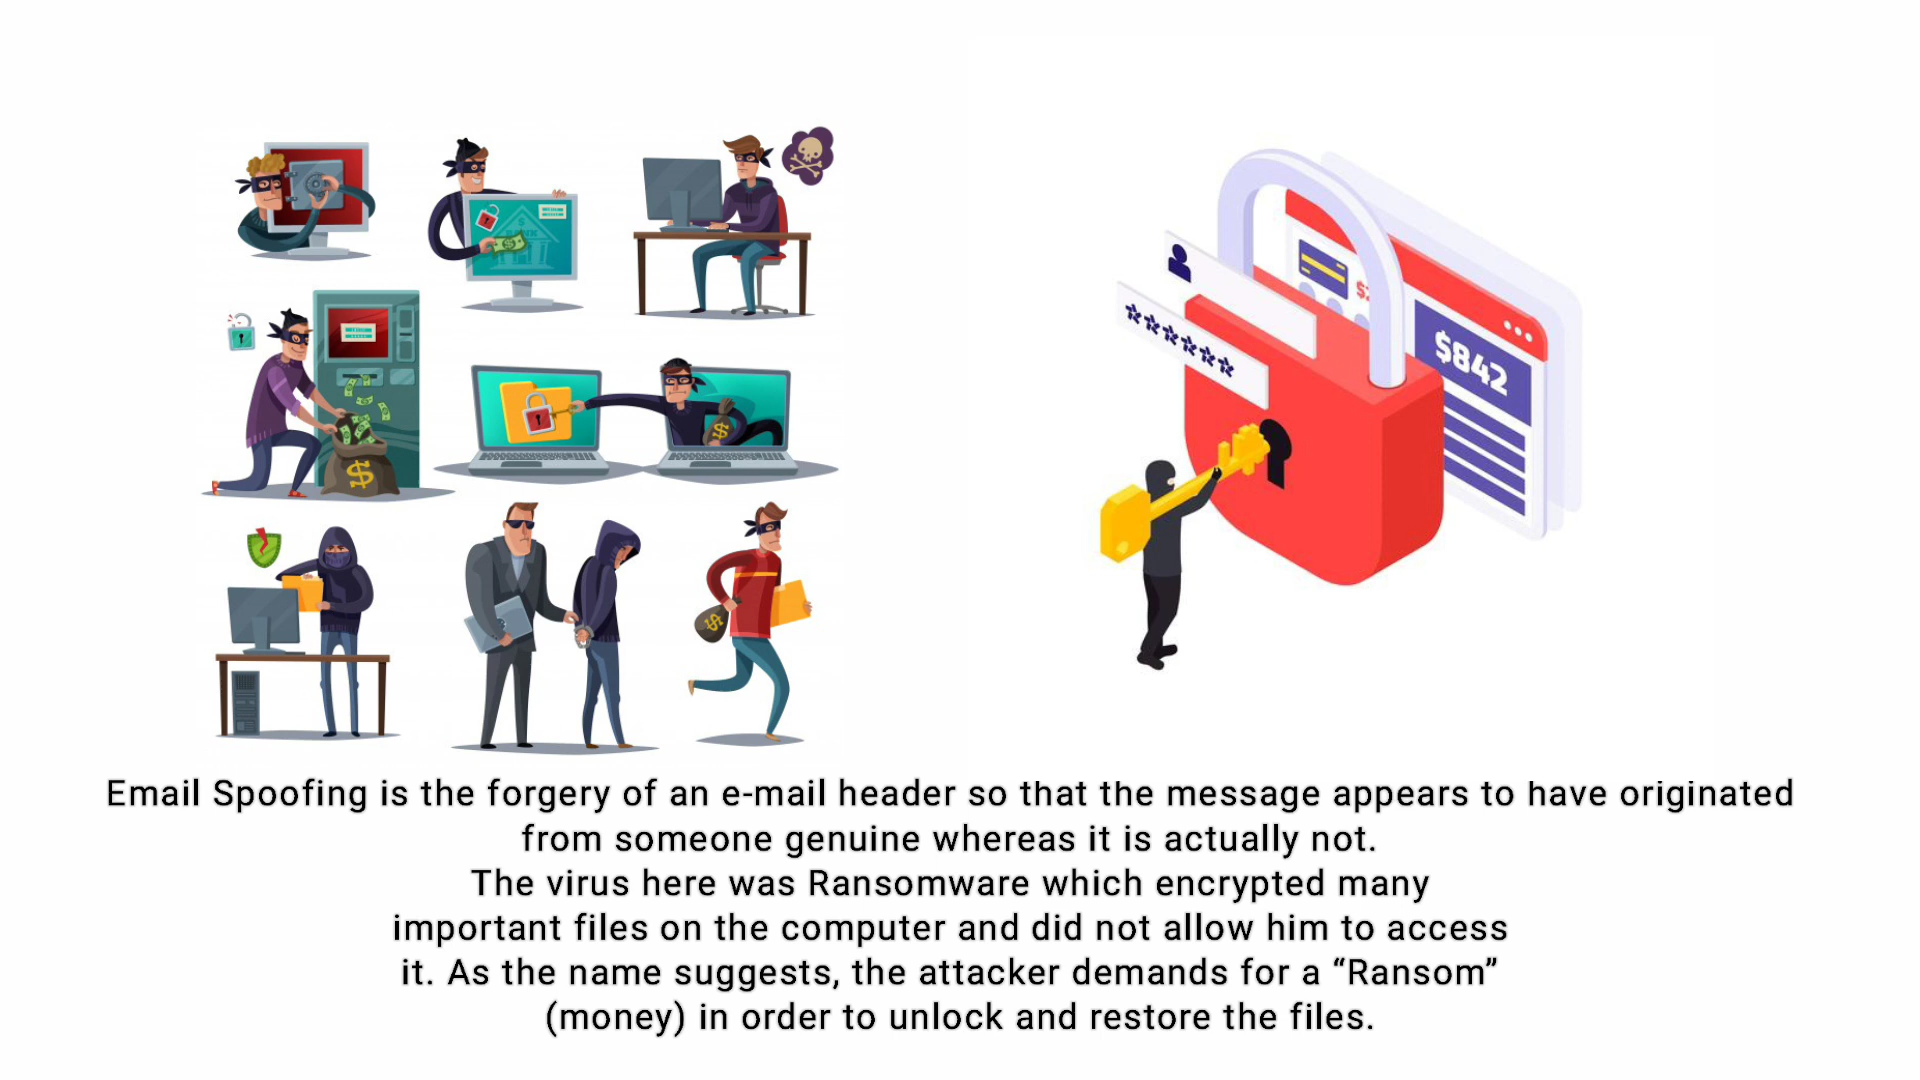 $842
*******
Email Spoofing is the forgery of an e-mail header so that the message appears to have originated
from someone genuine whereas it is actually not.
The virus here was Ransomware which encrypted many
important files on the computer and did not allow him to access
it. As the name suggests, the attacker demands for a “Ransom”
(money) in order to unlock and restore the files.